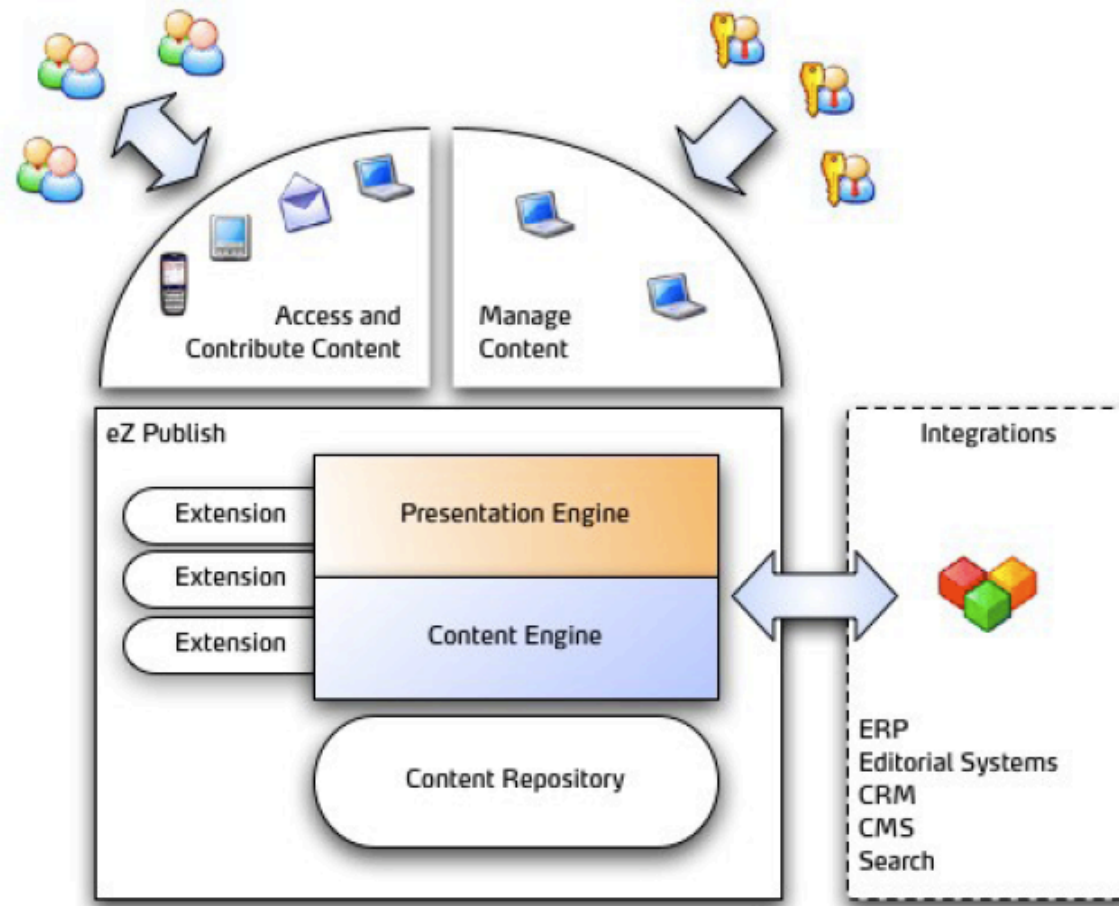 Access and
Contribute Content
Manage
Content
eZ Publish
Extension
Extension
Extension
Presentation Engine
Content Engine
Content Repository
Integrations
ERP
Editorial Systems
CRM
CMS
Search